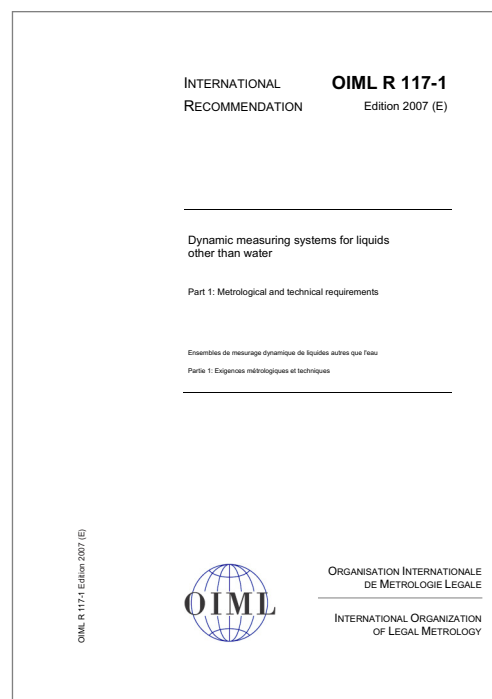 INTERNATIONAL
RECOMMENDATION
OIML R 117-1
Edition 2007 (E)
Dynamic measuring systems for liquids
other than water
Part 1: Metrological and technical requirements
Ensembles de mesurage dynamique de liquides autres que l'eau
Partie 1: Exigences métrologiques et techniques
OIML R 117-1 Edition 2007 (E)
OIML
ORGANISATION INTERNATIONALE
DE METROLOGIE LEGALE
INTERNATIONAL ORGANIZATION
OF LEGAL METROLOGY